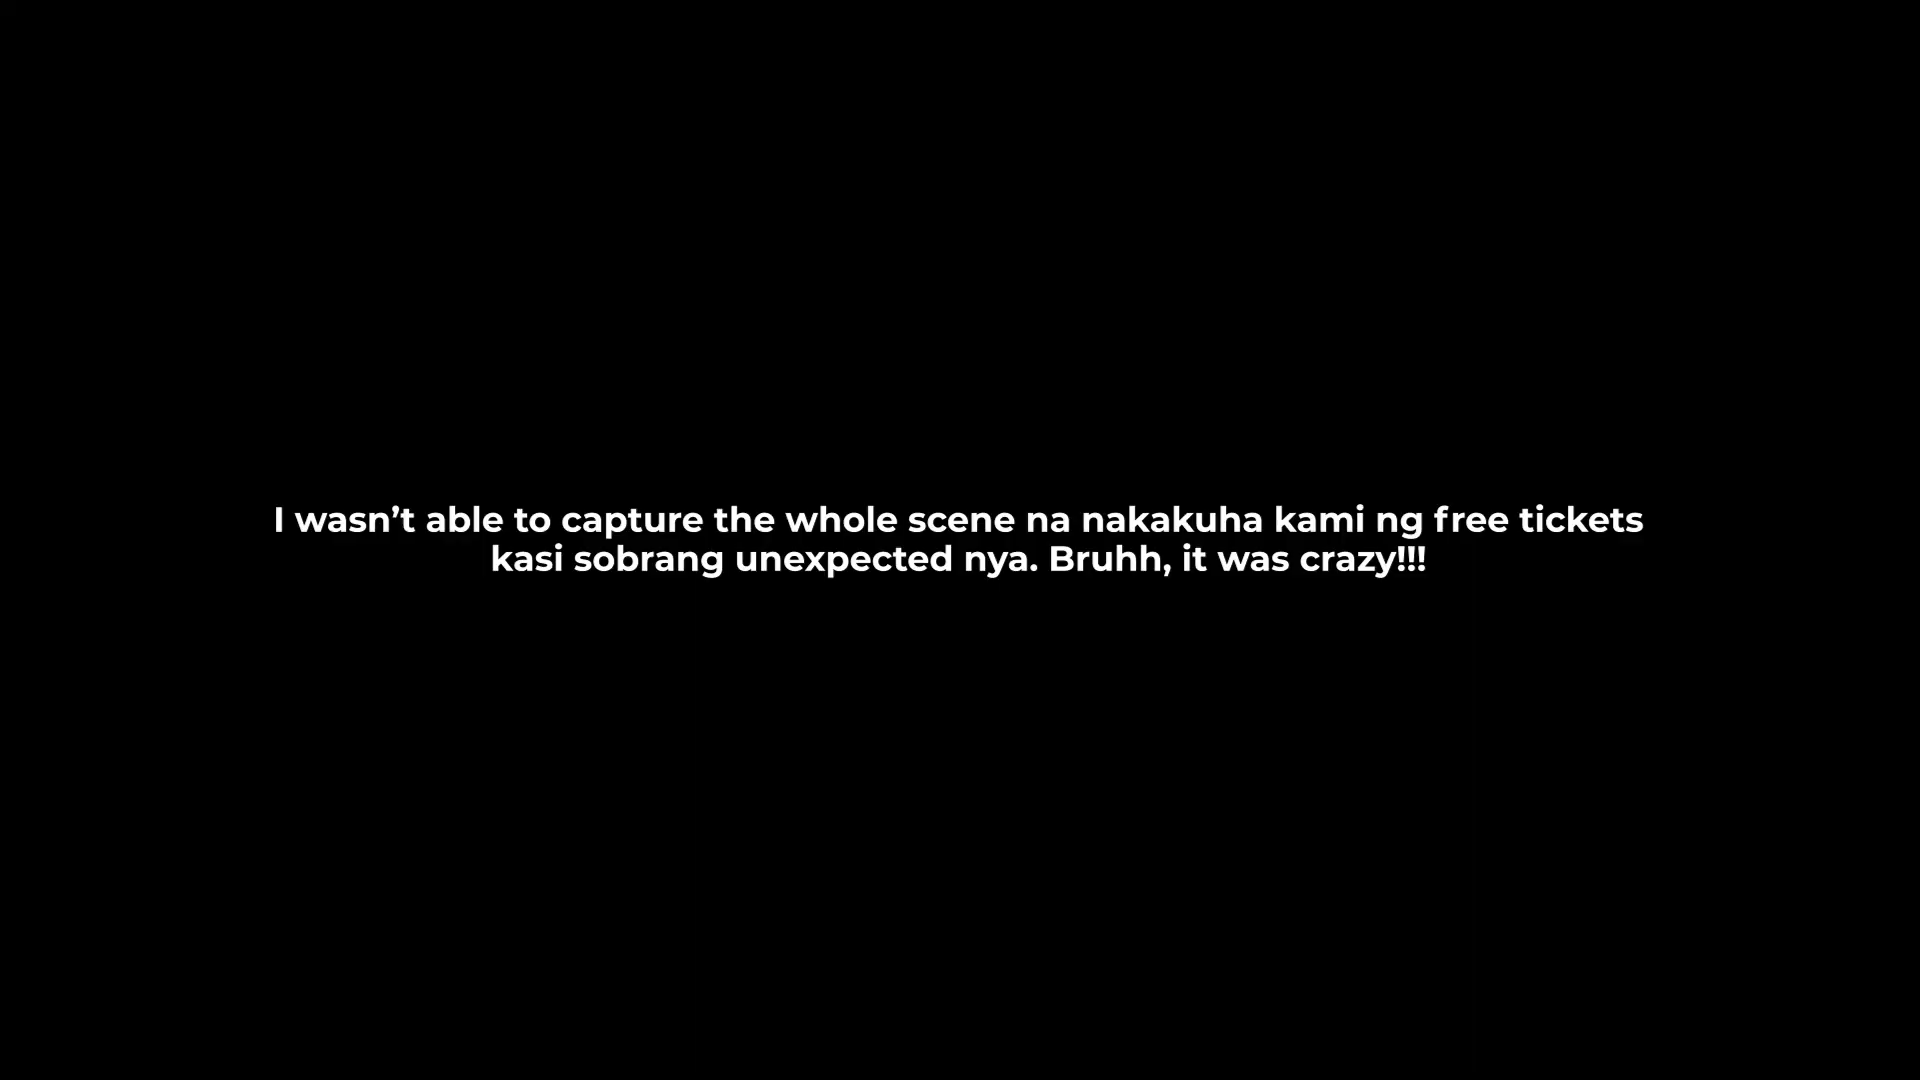 I wasn’t able to capture the whole scene na nakakuha kami ng free tickets
kasi sobrang unexpected nya. Bruhh, it was crazy!!!